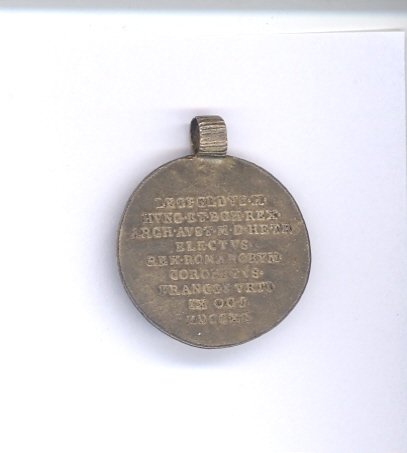 LEOPOLDVS·II·
HVNG·ET·BOH·REX·
ARCH·AVST·M·D·HETR
ELECTVS
REX·ROMANORVM
CORONATVS
FRANCOFVRTI
IX OCT
MDCCXC